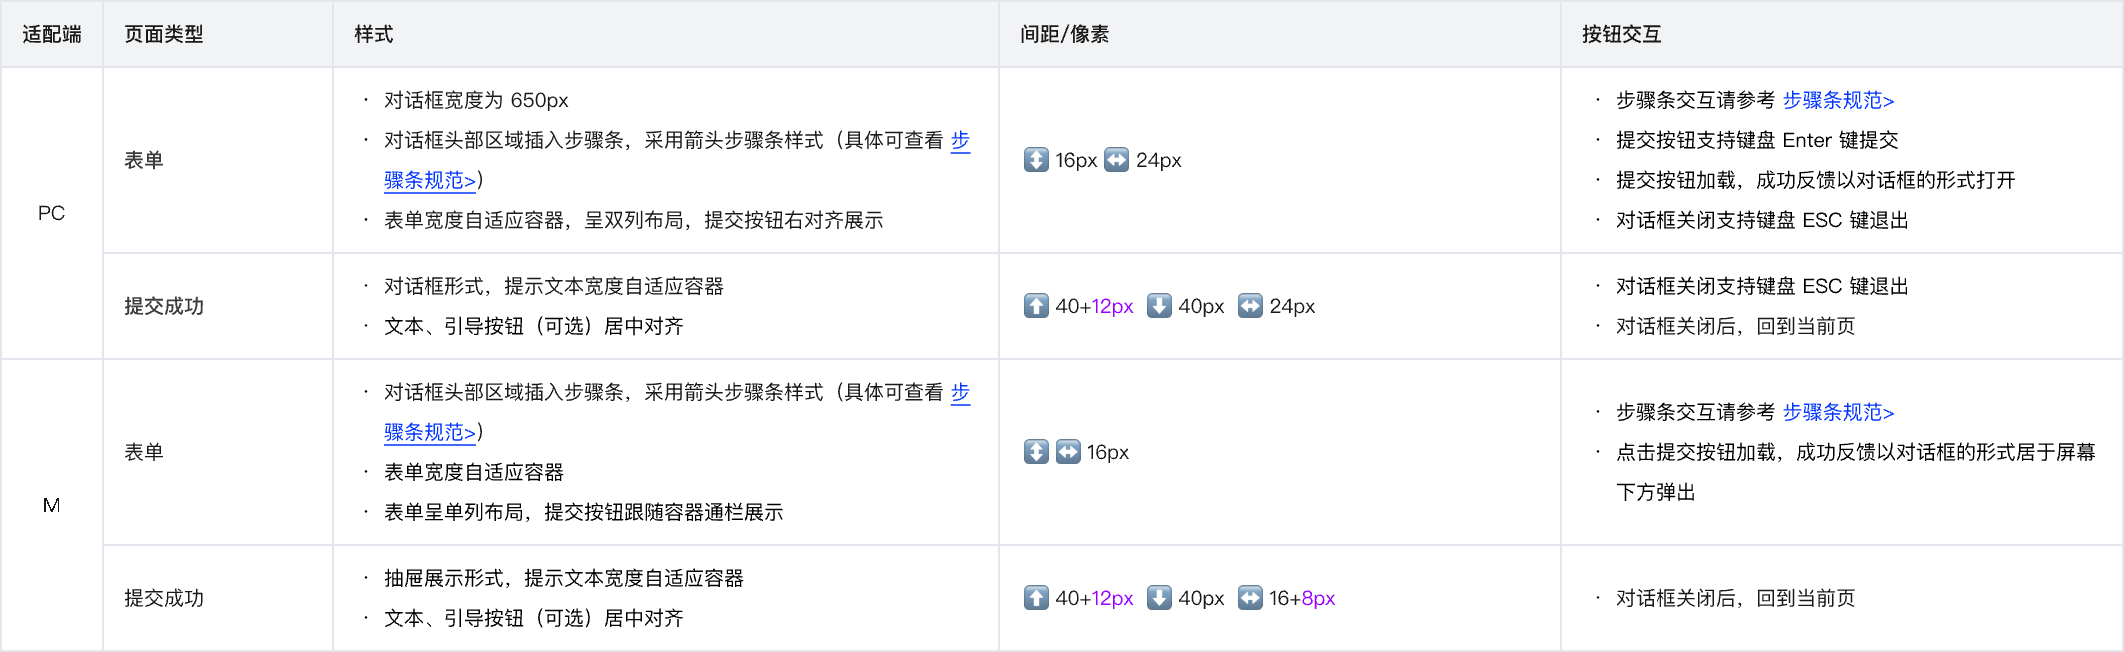 适配端 页面类型 样式 间距/像素 按钮交互
PC
表单
· 对话框宽度为 650px
· 对话框头部区域插入步骤条，采用箭头步骤条样式（具体可查看 步
骤条规范>）
· 表单宽度自适应容器，呈双列布局，提交按钮右对齐展示
↕️ 16px ↔️ 24px
· 步骤条交互请参考 步骤条规范>
· 提交按钮支持键盘 Enter 键提交
· 提交按钮加载，成功反馈以对话框的形式打开
· 对话框关闭支持键盘 ESC 键退出
提交成功
· 对话框形式，提示文本宽度自适应容器
· 文本、引导按钮（可选）居中对齐
⬆️ 40+12px ⬇️ 40px ↔️ 24px
· 对话框关闭支持键盘 ESC 键退出
· 对话框关闭后，回到当前页
M
表单
· 对话框头部区域插入步骤条，采用箭头步骤条样式（具体可查看 步
骤条规范>）
· 表单宽度自适应容器
· 表单呈单列布局，提交按钮跟随容器通栏展示
↕️ ↔️ 16px
· 步骤条交互请参考 步骤条规范>
· 点击提交按钮加载，成功反馈以对话框的形式居于屏幕
下方弹出
提交成功
· 抽屉展示形式，提示文本宽度自适应容器
· 文本、引导按钮（可选）居中对齐
⬆️ 40+12px ⬇️ 40px ↔️ 16+8px
· 对话框关闭后，回到当前页